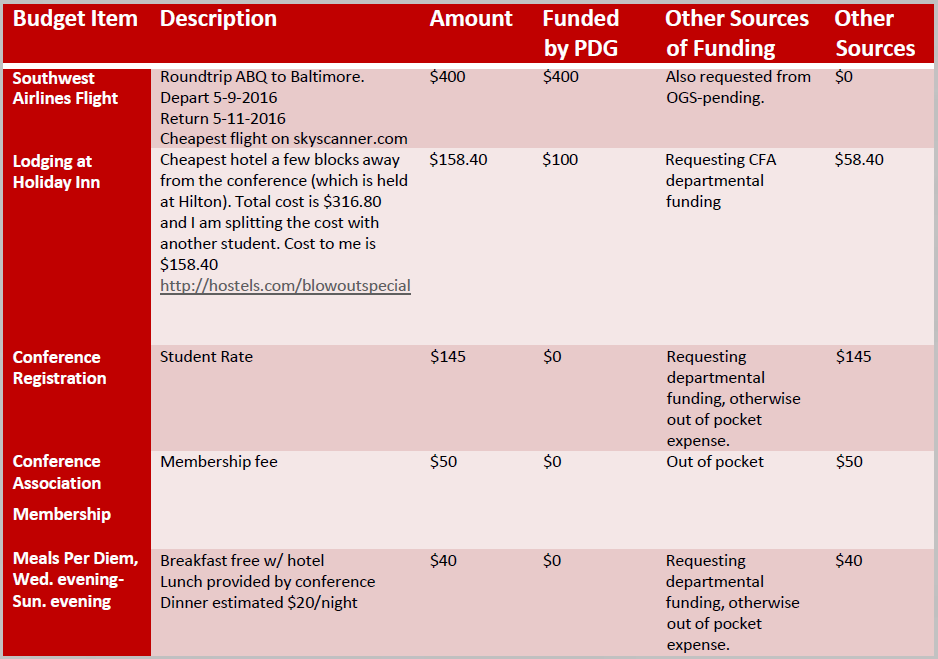 Budget Item Description Amount Funded by PDG Other Sources of Funding Other Sources
Southwest Airlines Flight
Roundtrip ABQ to Baltimore.
Depart 5-9-2016
Return 5-11-2016
Cheapest flight on skyscanner.com
$400
$400
Also requested from
OGS-pending.
$0
Lodging at
Holiday Inn
Cheapest hotel a few blocks away
from the conference (which is held
at Hilton). Total cost is $316.80
and I am splitting the cost with
another student. Cost to me is
$158.40
http://hostels.com/blowoutspecial
$158.40
$100
Requesting CFA
departmental
funding
$58.40
Conference
Registration
Student Rate
$145
$0
Requesting
departmental
funding, otherwise
out of pocket
expense.
$145
Conference
Association
Membership
Membership fee
$50
$0
Out of pocket
$50
Meals Per Diem,
Wed. evening-
Sun. evening
Breakfast free w/ hotel
Lunch provided by conference
Dinner estimated $20/night
$40
$0
Requesting
departmental
funding, otherwise
out of pocket
expense.
$40